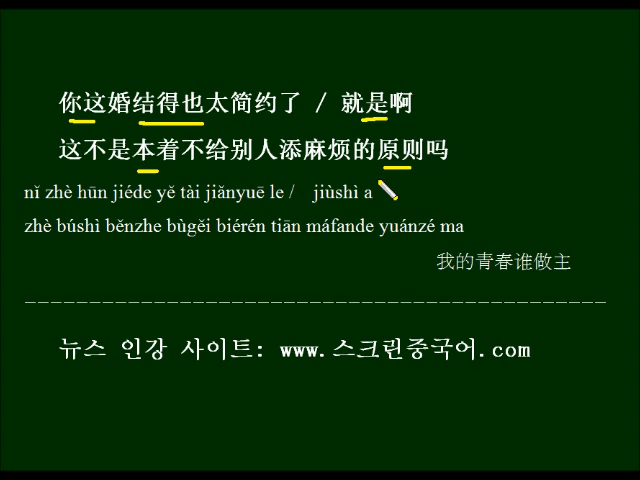 你这婚结得也太简约了 / 就是啊
这不是本着不给别人添麻烦的原则吗
nǐ zhè hūn jiéde yě tài jiǎnyuē le / jiùshì a
zhè búshì běnzhe bùgěi biérén tiān máfande yuánzé ma
我的青春谁做主
뉴스 인강 사이트: www.스크린중국어.com